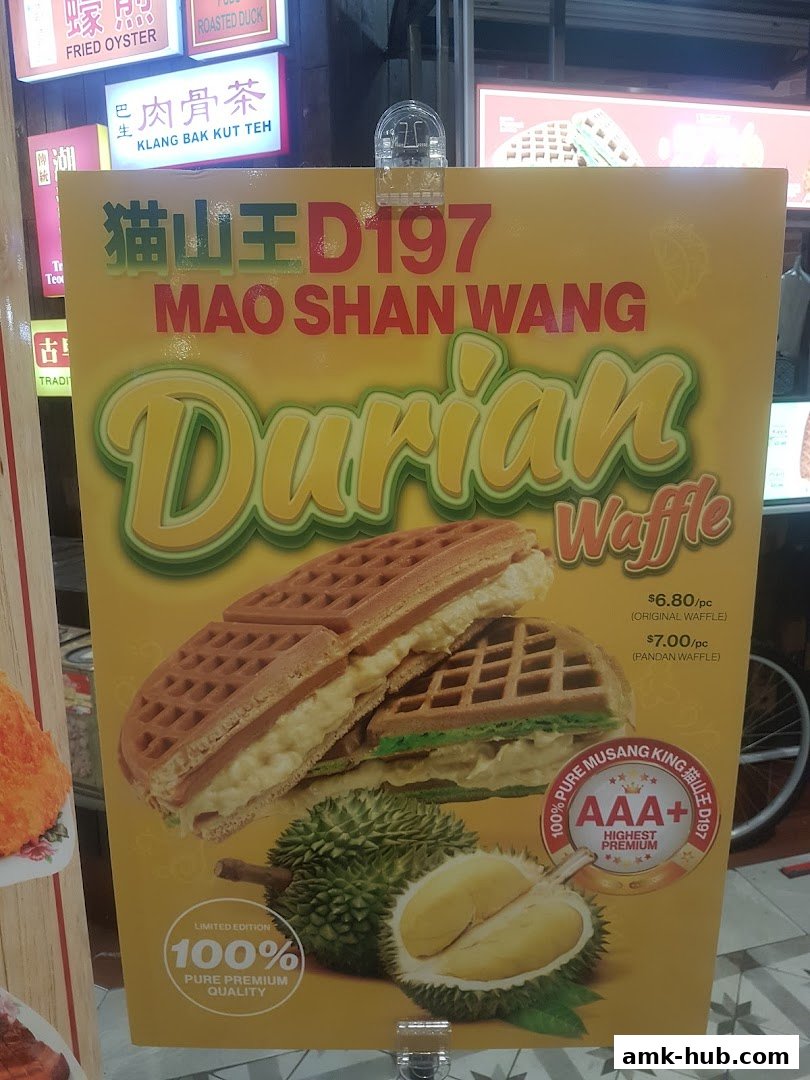 蠔煎
FRIED OYSTER
ROASTED DUCK
巴生 肉骨茶
KLANG BAK KUT TEH
傳統
猫山王D197
MAO SHAN WANG
Durian
Waffle
$6.80/pc
(ORIGINAL WAFFLE)
$7.00/pc
(PANDAN WAFFLE)
100% PURE MUSANG KING 猫山王 D197
AAA+
HIGHEST
PREMIUM
LIMITED EDITION
100%
PURE PREMIUM
QUALITY
amk-hub.com